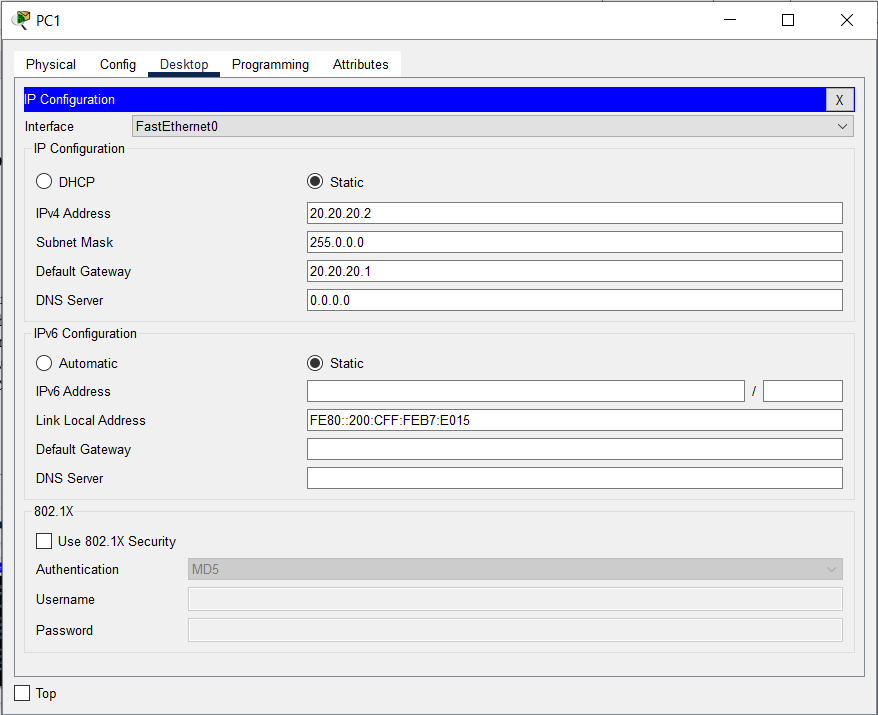 PC1
Physical Config Desktop Programming Attributes
IP Configuration X
Interface FastEthernet0
IP Configuration
DHCP Static
IPv4 Address 20.20.20.2
Subnet Mask 255.0.0.0
Default Gateway 20.20.20.1
DNS Server 0.0.0.0
IPv6 Configuration
Automatic Static
IPv6 Address /
Link Local Address FE80::200:CFF:FEB7:E015
Default Gateway
DNS Server
802.1X
Use 802.1X Security
Authentication MD5
Username
Password
Top